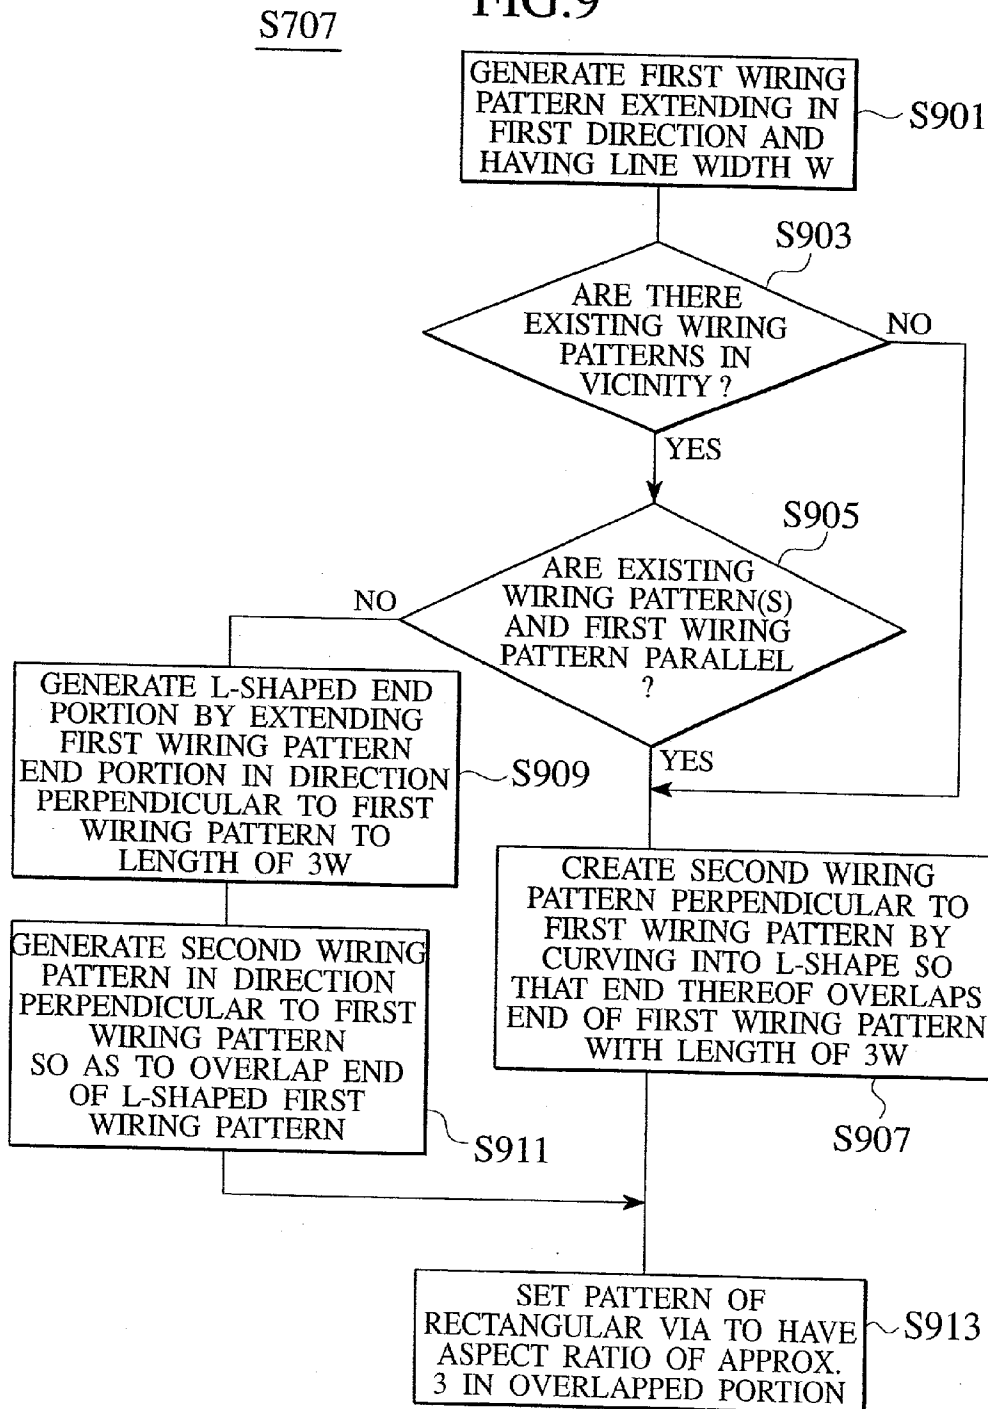 FIG.9
S707
GENERATE FIRST WIRING
PATTERN EXTENDING IN
FIRST DIRECTION AND
HAVING LINE WIDTH W
S901
S903
ARE THERE
EXISTING WIRING
PATTERNS IN
VICINITY ?
NO
YES
S905
ARE EXISTING
WIRING PATTERN(S)
AND FIRST WIRING
PATTERN PARALLEL
?
NO
YES
GENERATE L-SHAPED END
PORTION BY EXTENDING
FIRST WIRING PATTERN
END PORTION IN DIRECTION
PERPENDICULAR TO FIRST
WIRING PATTERN TO
LENGTH OF 3W
S909
GENERATE SECOND WIRING
PATTERN IN DIRECTION
PERPENDICULAR TO FIRST
WIRING PATTERN
SO AS TO OVERLAP END
OF L-SHAPED FIRST
WIRING PATTERN
S911
CREATE SECOND WIRING
PATTERN PERPENDICULAR TO
FIRST WIRING PATTERN BY
CURVING INTO L-SHAPE SO
THAT END THEREOF OVERLAPS
END OF FIRST WIRING PATTERN
WITH LENGTH OF 3W
S907
SET PATTERN OF
RECTANGULAR VIA TO HAVE
ASPECT RATIO OF APPROX.
3 IN OVERLAPPED PORTION
S913